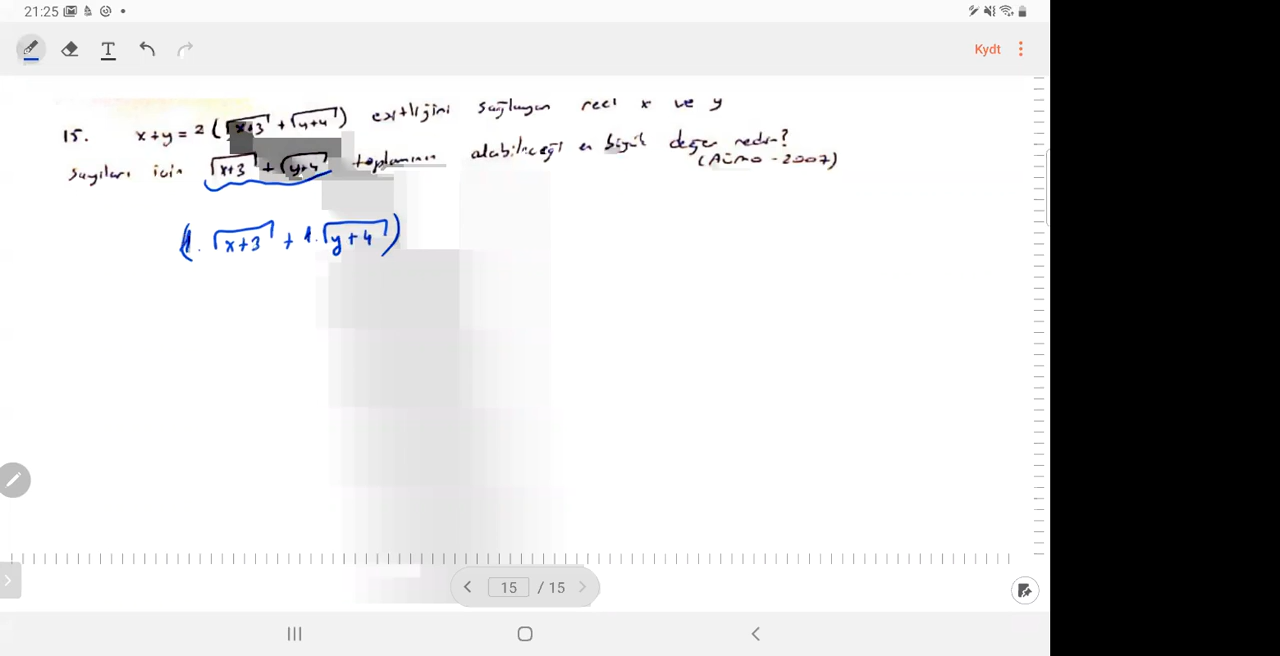 21:25
T
Kydt
15. x+y = 2 (√x+3 + √y+4) eşitliğini sağlayan reel x ve y
sayıları için √x+3 + √y+4 toplamının alabileceği en büyük değer nedir?
(AIMO - 2007)
(1. √x+3 + 1. √y+4)
15 / 15